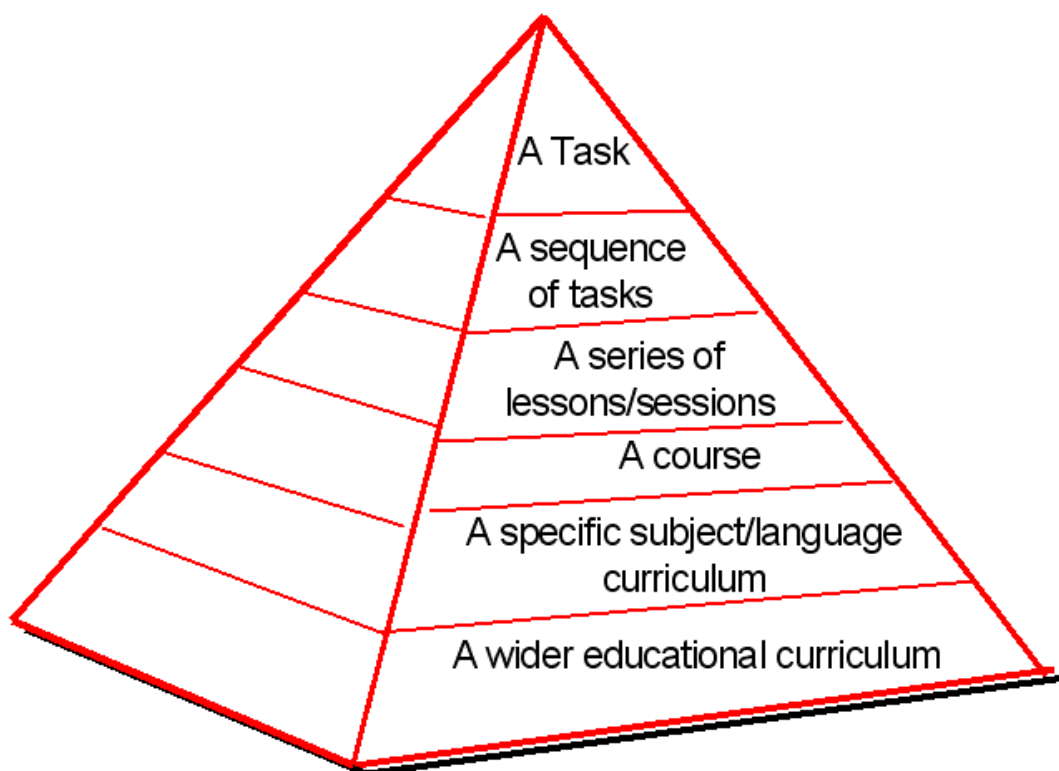 A Task
A sequence
of tasks
A series of
lessons/sessions
A course
A specific subject/language
curriculum
A wider educational curriculum